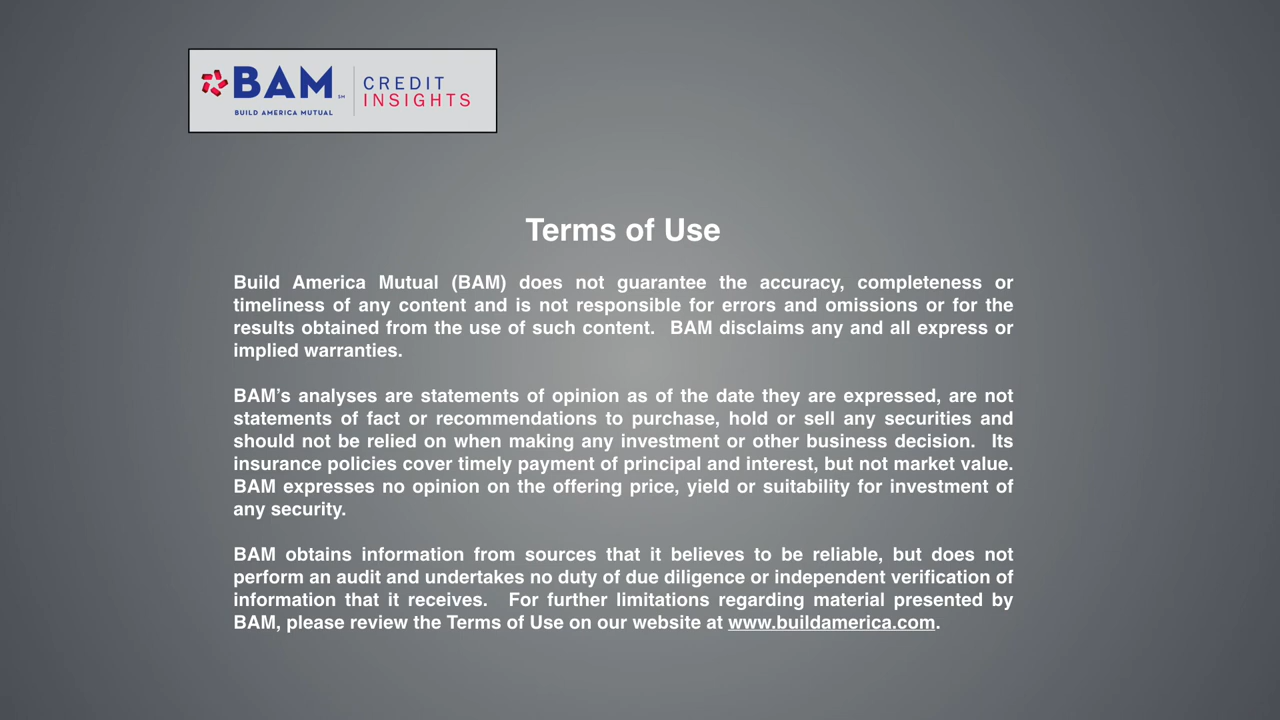 BAM SM
BUILD AMERICA MUTUAL
CREDIT
INSIGHTS
Terms of Use
Build America Mutual (BAM) does not guarantee the accuracy, completeness or
timeliness of any content and is not responsible for errors and omissions or for the
results obtained from the use of such content. BAM disclaims any and all express or
implied warranties.
BAM’s analyses are statements of opinion as of the date they are expressed, are not
statements of fact or recommendations to purchase, hold or sell any securities and
should not be relied on when making any investment or other business decision. Its
insurance policies cover timely payment of principal and interest, but not market value.
BAM expresses no opinion on the offering price, yield or suitability for investment of
any security.
BAM obtains information from sources that it believes to be reliable, but does not
perform an audit and undertakes no duty of due diligence or independent verification of
information that it receives. For further limitations regarding material presented by
BAM, please review the Terms of Use on our website at www.buildamerica.com.